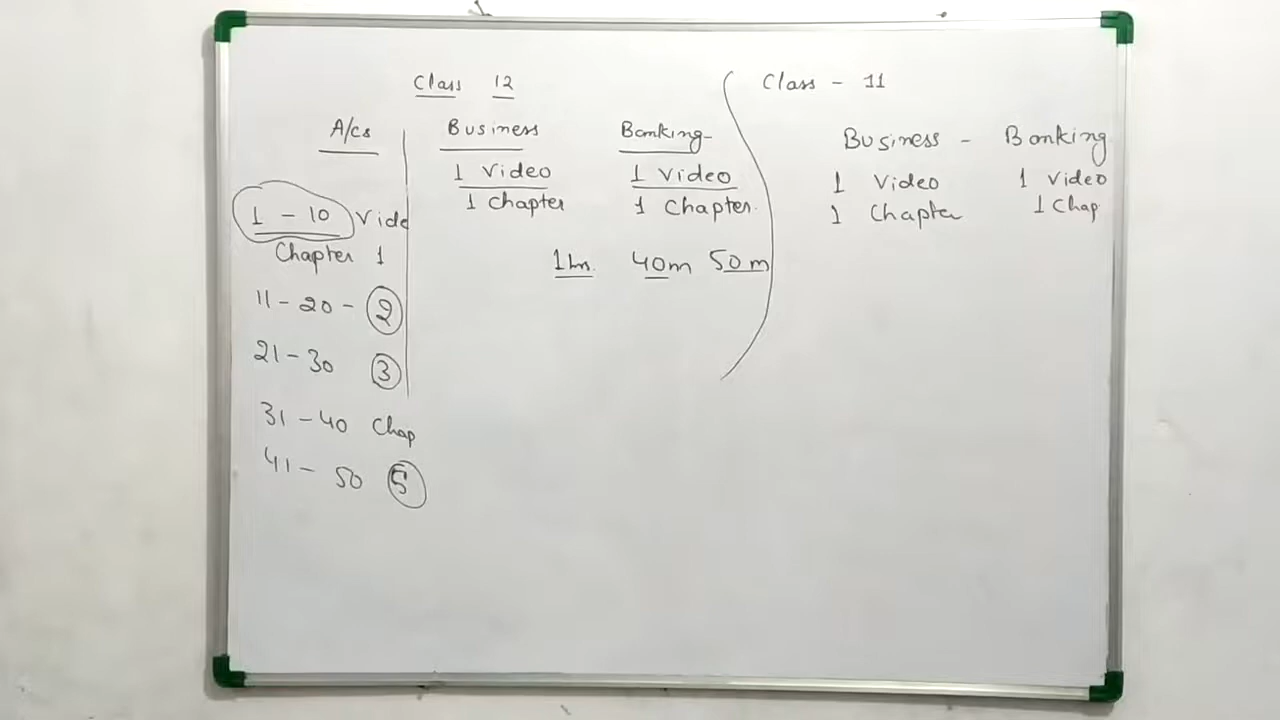 Class 12
A/cs
Business
Banking
1 Video
1 Chapter
1 Video
1 Chapter.
1 - 10 Vide
Chapter 1
1 hr. 40m 50m
11 - 20 - 2
21 - 30 3
31 - 40 Chap
41 - 50 5
Class - 11
Business - Banking
1 Video
1 Chapter
1 Video
1 Chap